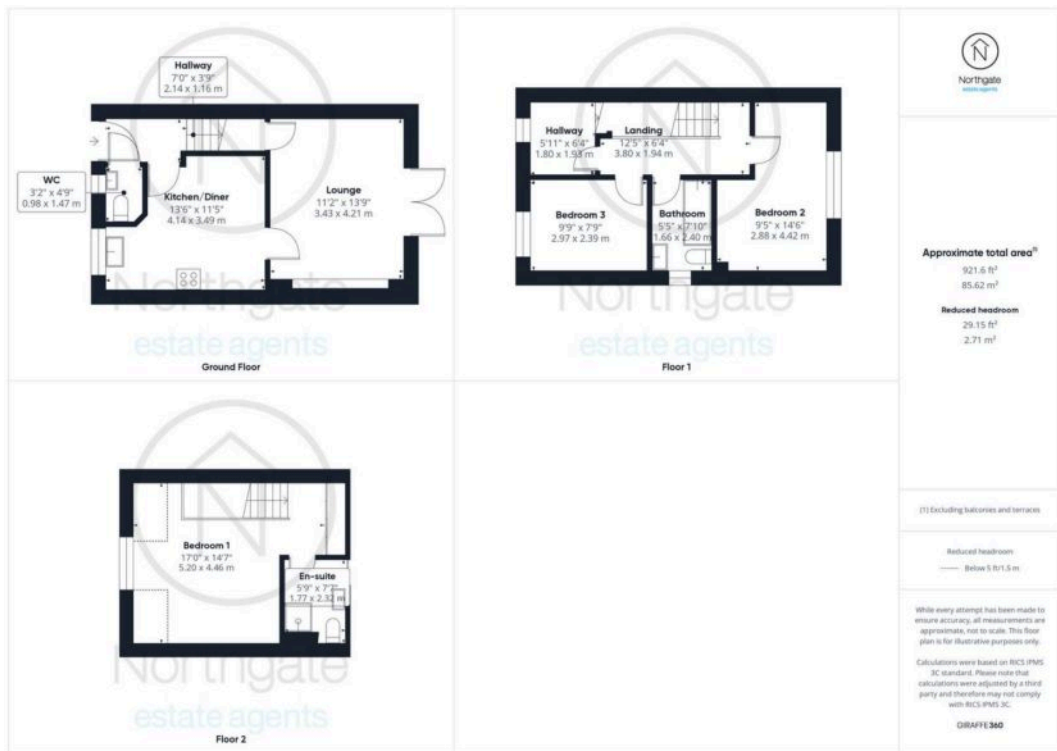 Hallway
7'0" x 3'9"
2.14 x 1.16 m
WC
3'2" x 4'9"
0.98 x 1.47 m
Kitchen/Diner
13'6" x 11'5"
4.14 x 3.49 m
Lounge
11'2" x 13'9"
3.43 x 4.21 m
Northgate
estate agents
Ground Floor
Hallway
5'11" x 6'4"
1.80 x 1.93 m
Landing
12'5" x 6'4"
3.80 x 1.94 m
Bedroom 3
9'9" x 7'9"
2.97 x 2.39 m
Bathroom
5'5" x 7'10"
1.66 x 2.40 m
Bedroom 2
9'5" x 14'6"
2.88 x 4.42 m
Northgate
estate agents
Floor 1
Bedroom 1
17'0" x 14'7"
5.20 x 4.46 m
En-suite
5'9" x 7'7"
1.77 x 2.32 m
Northgate
estate agents
Floor 2
Northgate
estate agents
Approximate total area(1)
921.6 ft²
85.62 m²
Reduced headroom
29.15 ft²
2.71 m²
(1) Excluding balconies and terraces
Reduced headroom
Below 5 ft/1.5 m
While every attempt has been made to
ensure accuracy, all measurements are
approximate, not to scale. This floor
plan is for illustrative purposes only.
Calculations were based on RICS IPMS
3C standard. Please note that
calculations were adjusted by a third
party and therefore may not comply
with RICS IPMS 3C.
GIRAFFE360